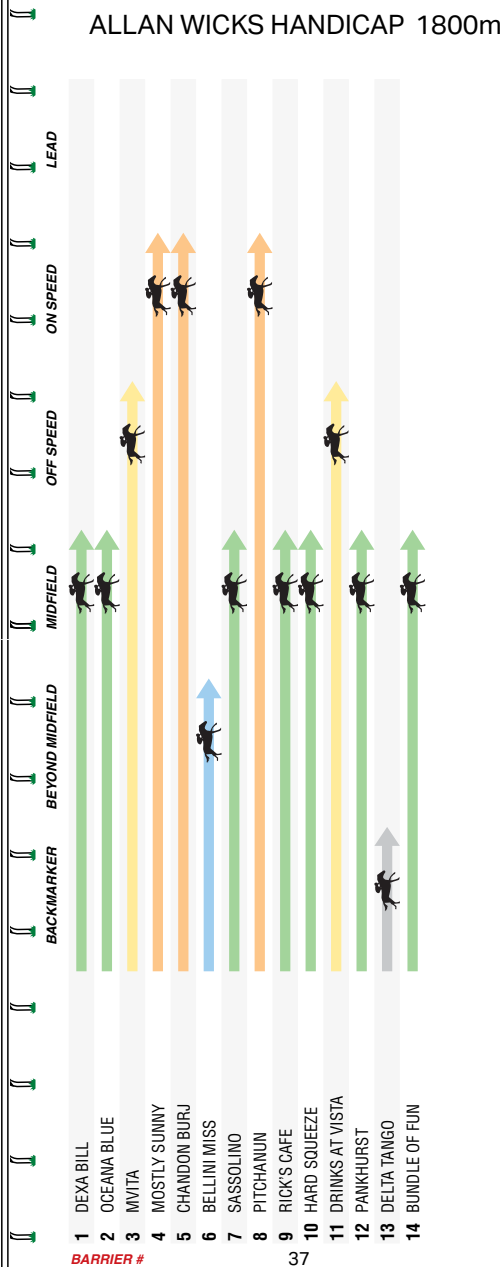 ALLAN WICKS HANDICAP 1800m
LEAD
ON SPEED
OFF SPEED
MIDFIELD
BEYOND MIDFIELD
BACKMARKER
1 DEXA BILL
2 OCEANA BLUE
3 MVITA
4 MOSTLY SUNNY
5 CHANDON BURJ
6 BELLINI MISS
7 SASSOLINO
8 PITCHANUN
9 RICK'S CAFE
10 HARD SQUEEZE
11 DRINKS AT VISTA
12 PANKHURST
13 DELTA TANGO
14 BUNDLE OF FUN
BARRIER #
37